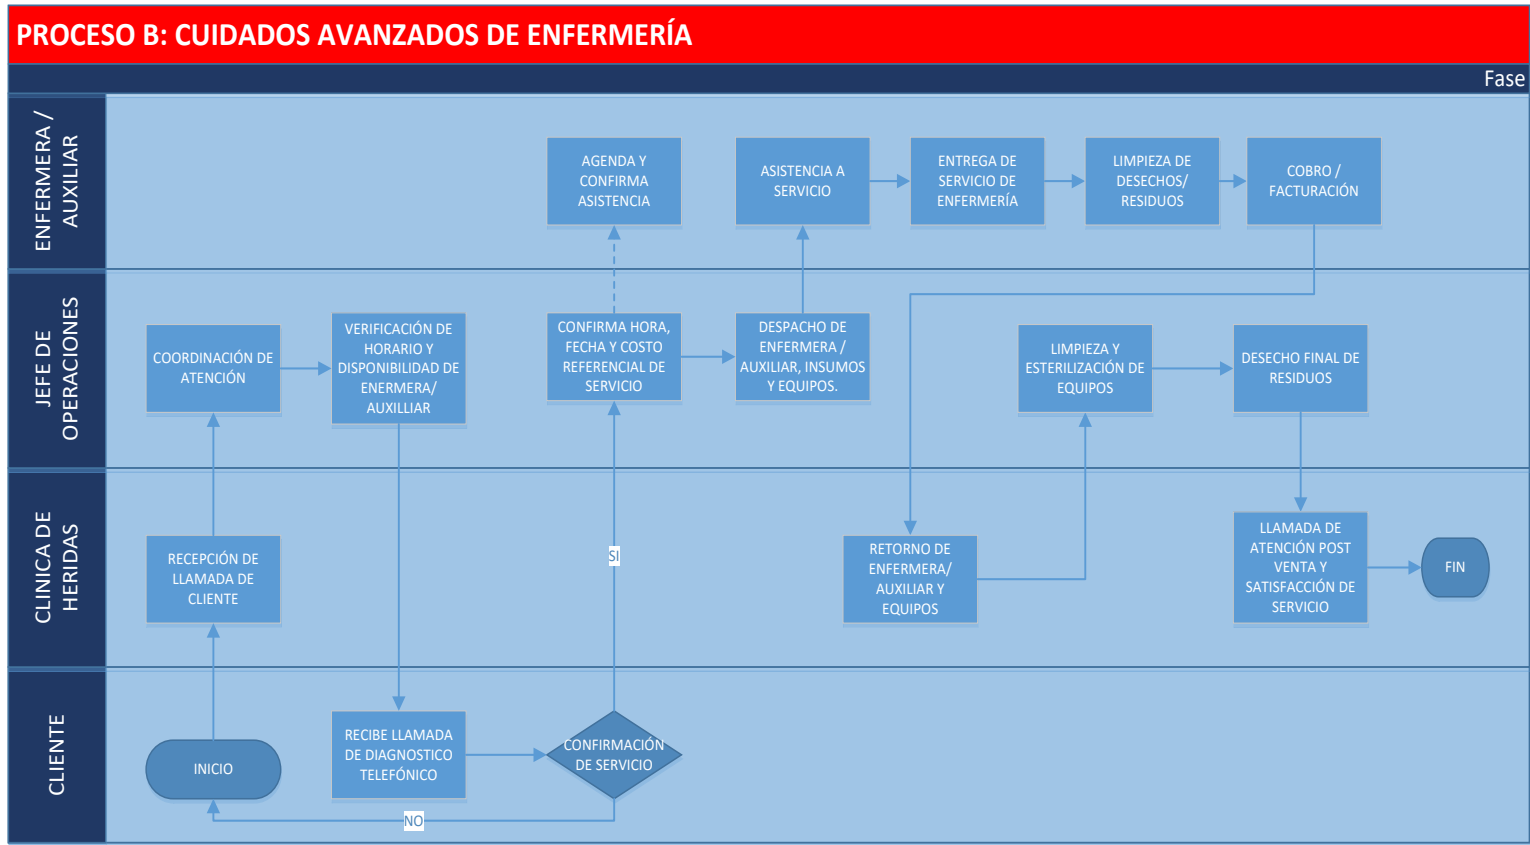 PROCESO B: CUIDADOS AVANZADOS DE ENFERMERÍA
Fase
ENFERMERA /
AUXILIAR
AGENDA Y
CONFIRMA
ASISTENCIA
ASISTENCIA A
SERVICIO
ENTREGA DE
SERVICIO DE
ENFERMERÍA
LIMPIEZA DE
DESECHOS/
RESIDUOS
COBRO /
FACTURACIÓN
JEFE DE
OPERACIONES
COORDINACIÓN DE
ATENCIÓN
VERIFICACIÓN DE
HORARIO Y
DISPONIBILIDAD DE
ENERMERA/
AUXILLIAR
CONFIRMA HORA,
FECHA Y COSTO
REFERENCIAL DE
SERVICIO
DESPACHO DE
ENFERMERA /
AUXILIAR, INSUMOS
Y EQUIPOS.
LIMPIEZA Y
ESTERILIZACIÓN DE
EQUIPOS
DESECHO FINAL DE
RESIDUOS
CLINICA DE
HERIDAS
RECEPCIÓN DE
LLAMADA DE
CLIENTE
SI
RETORNO DE
ENFERMERA/
AUXILIAR Y
EQUIPOS
LLAMADA DE
ATENCIÓN POST
VENTA Y
SATISFACCIÓN DE
SERVICIO
FIN
CLIENTE
INICIO
RECIBE LLAMADA
DE DIAGNOSTICO
TELEFÓNICO
CONFIRMACIÓN
DE SERVICIO
NO